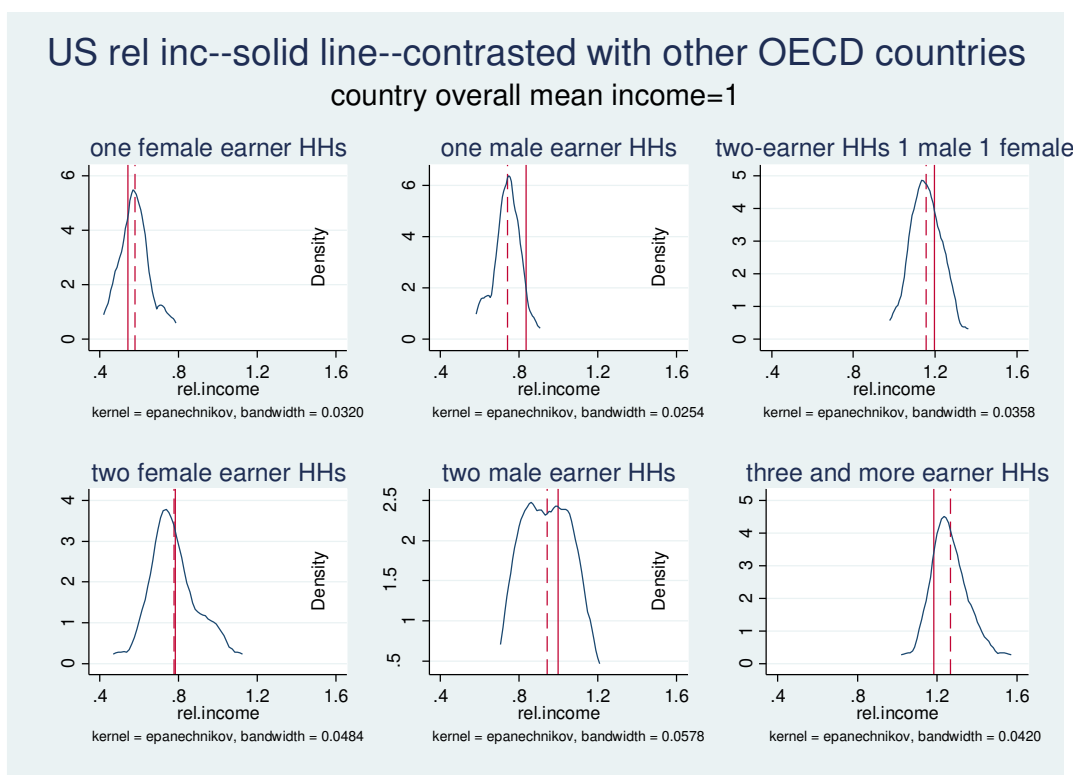 US rel inc--solid line--contrasted with other OECD countries
country overall mean income=1
one female earner HHs
6
4
2
0
.4 .8 1.2 1.6
rel.income
kernel = epanechnikov, bandwidth = 0.0320
one male earner HHs
Density
6
4
2
0
.4 .8 1.2 1.6
rel.income
kernel = epanechnikov, bandwidth = 0.0254
two-earner HHs 1 male 1 female
Density
5
4
3
2
1
0
.4 .8 1.2 1.6
rel.income
kernel = epanechnikov, bandwidth = 0.0358
two female earner HHs
4
3
2
1
0
.4 .8 1.2 1.6
rel.income
kernel = epanechnikov, bandwidth = 0.0484
two male earner HHs
Density
2.5
2
1.5
1
.5
.4 .8 1.2 1.6
rel.income
kernel = epanechnikov, bandwidth = 0.0578
three and more earner HHs
Density
5
4
3
2
1
0
.4 .8 1.2 1.6
rel.income
kernel = epanechnikov, bandwidth = 0.0420